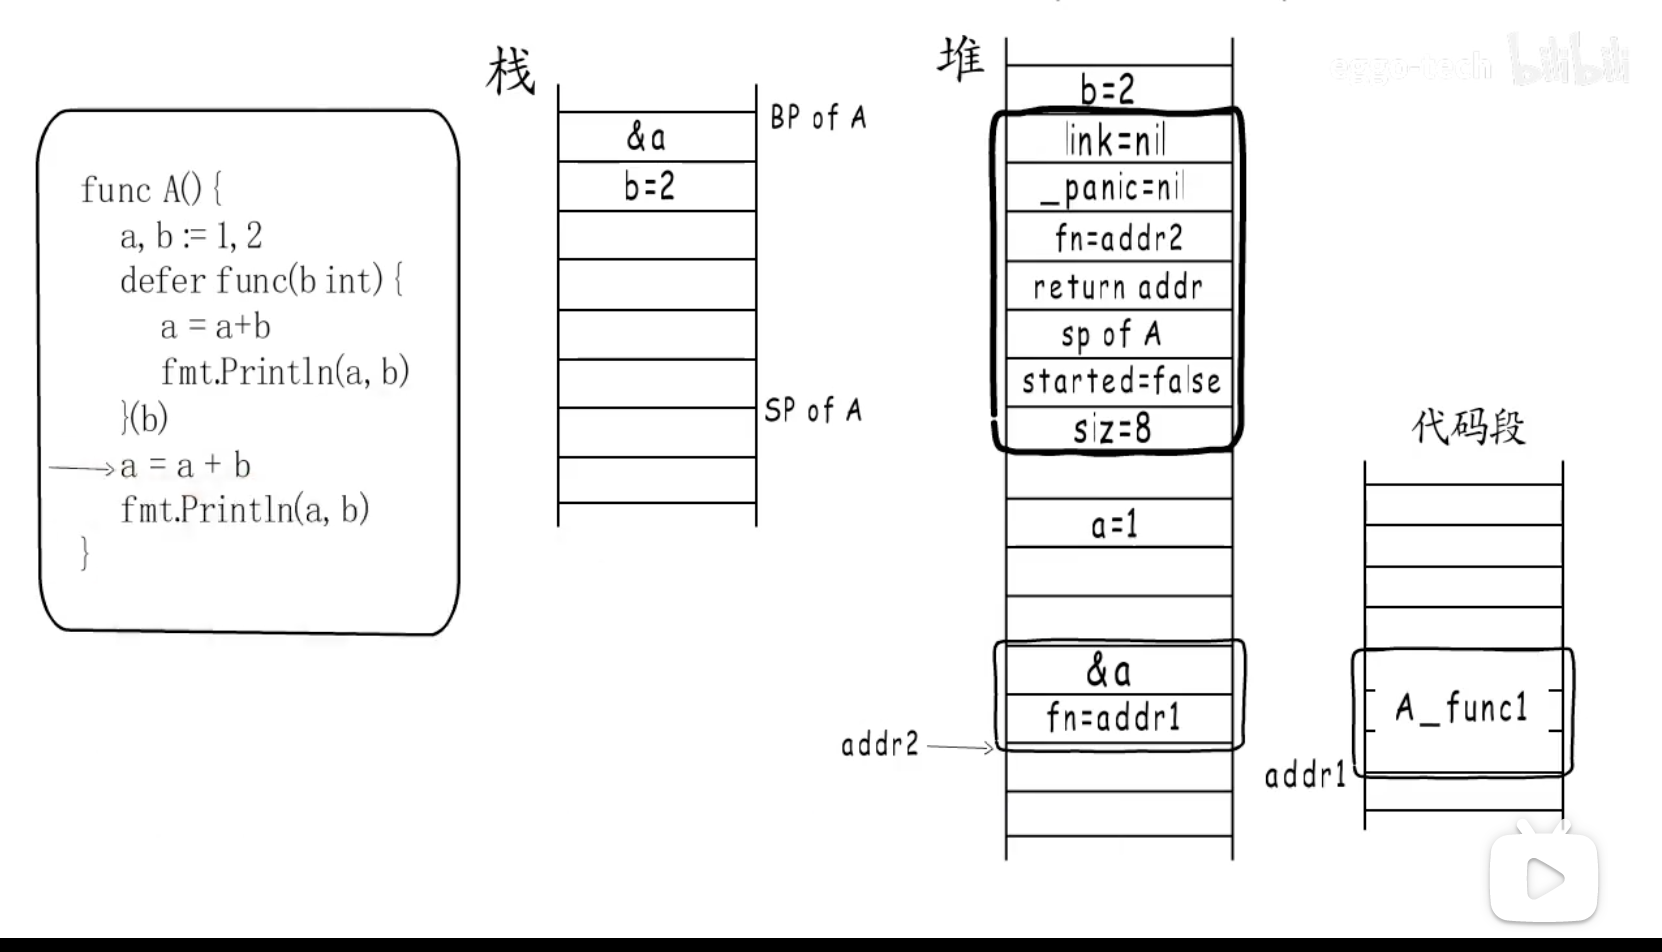 eggo-tech bilibili
func A() {
a, b := 1, 2
defer func(b int) {
a = a+b
fmt.Println(a, b)
}(b)
a = a + b
fmt.Println(a, b)
}
栈
BP of A
&a
b=2
SP of A
堆
b=2
link=nil
_panic=nil
fn=addr2
return addr
sp of A
started=false
siz=8
a=1
&a
fn=addr1
addr2
代码段
A_func1
addr1